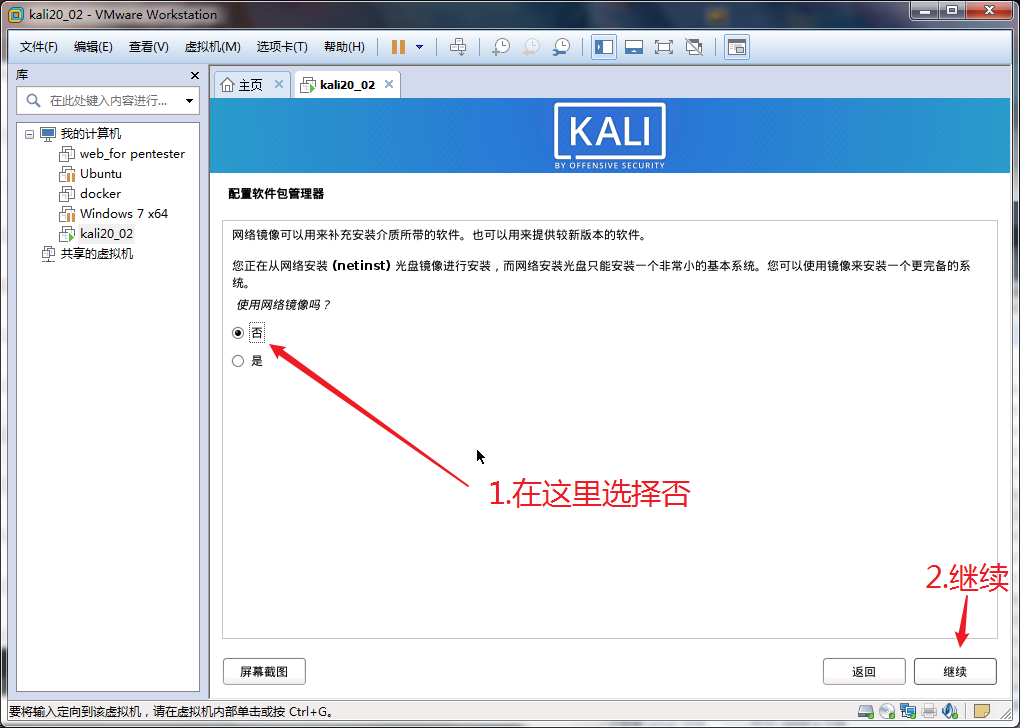 kali20_02 - VMware Workstation
文件(F) 编辑(E) 查看(V) 虚拟机(M) 选项卡(T) 帮助(H)
库
在此处键入内容进行...
我的计算机
web_for pentester
Ubuntu
docker
Windows 7 x64
kali20_02
共享的虚拟机
主页 kali20_02
KALI
BY OFFENSIVE SECURITY
配置软件包管理器
网络镜像可以用来补充安装介质所带的软件。也可以用来提供较新版本的软件。
您正在从网络安装 (netinst) 光盘镜像进行安装，而网络安装光盘只能安装一个非常小的基本系统。您可以使用镜像来安装一个更完备的系
统。
使用网络镜像吗？
否
是
1.在这里选择否
2.继续
屏幕截图 返回 继续
要将输入定向到该虚拟机，请在虚拟机内部单击或按 Ctrl+G。